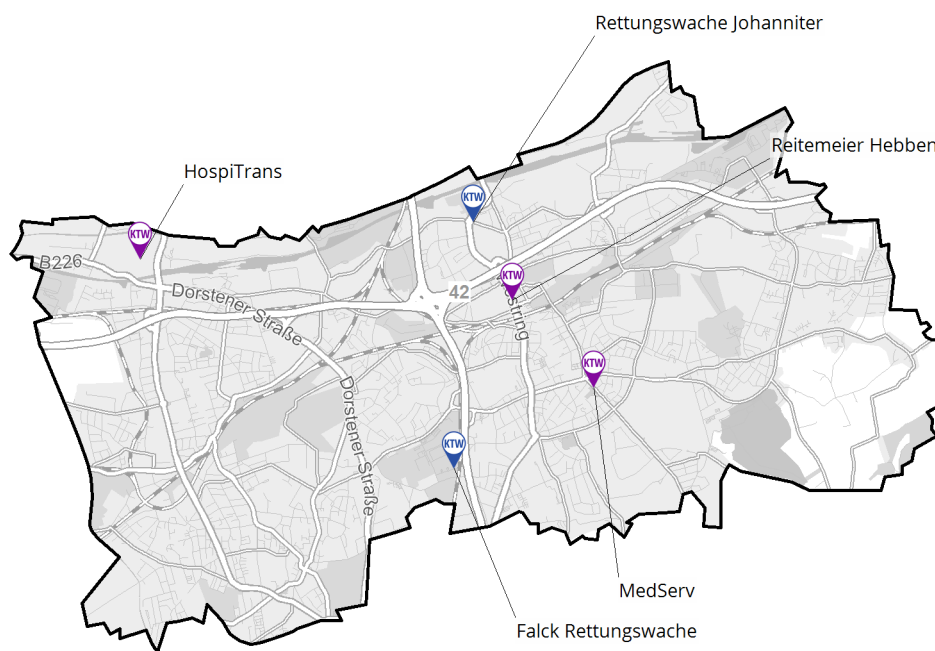 Rettungswache Johanniter
Reitemeier Hebben
HospiTrans
KTW
KTW
B226
KTW
42
Dorstener Straße
string
KTW
Dorstener Straße
KTW
MedServ
Falck Rettungswache